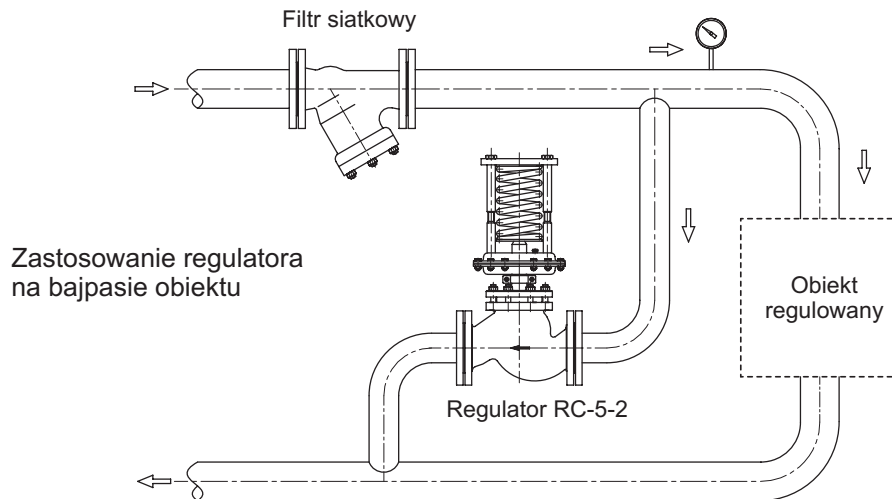 Filtr siatkowy
Zastosowanie regulatora
na bajpasie obiektu
Obiekt
regulowany
Regulator RC-5-2